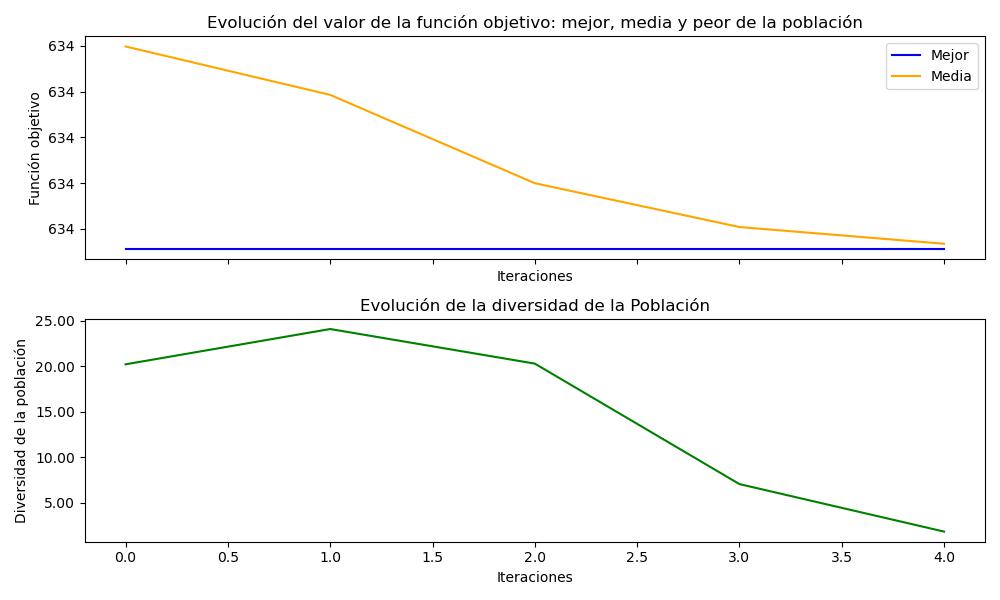 Evolución del valor de la función objetivo: mejor, media y peor de la población
634
634
634
634
634
Función objetivo
Mejor
Media
Iteraciones
Evolución de la diversidad de la Población
25.00
20.00
15.00
10.00
5.00
Diversidad de la población
0.0 0.5 1.0 1.5 2.0 2.5 3.0 3.5 4.0
Iteraciones